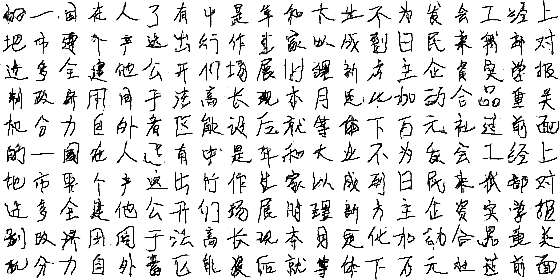 的一国在人了有中是年和大业不为发会工经上
地市要个产这出行作生家以成到日民来我部对
进多全建他公开们场展时理新方主企资实学报
制政济用同于法高长现本月定化加动合品重关
机分力自外者区能设后就等体下百元社过前面
的一国在人了有中是年和大业不为发会工经上
地市要个产这出行作生家以成到日民来我部对
进多全建他公开们场展时理新方主企资实学报
制政济用同于法高长现本月定化加动合品重关
机分力自外者区能设后就等体下万元社过前面